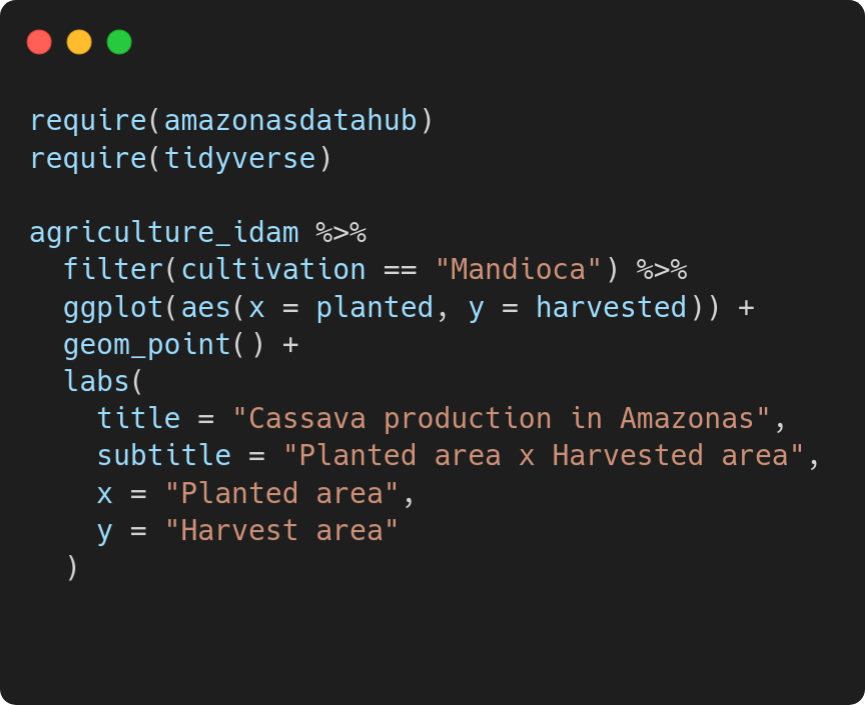 require(amazonasdatahub)
require(tidyverse)

agriculture_idam %>%
  filter(cultivation == "Mandioca") %>%
  ggplot(aes(x = planted, y = harvested)) +
  geom_point() +
  labs(
    title = "Cassava production in Amazonas",
    subtitle = "Planted area x Harvested area",
    x = "Planted area",
    y = "Harvest area"
  )